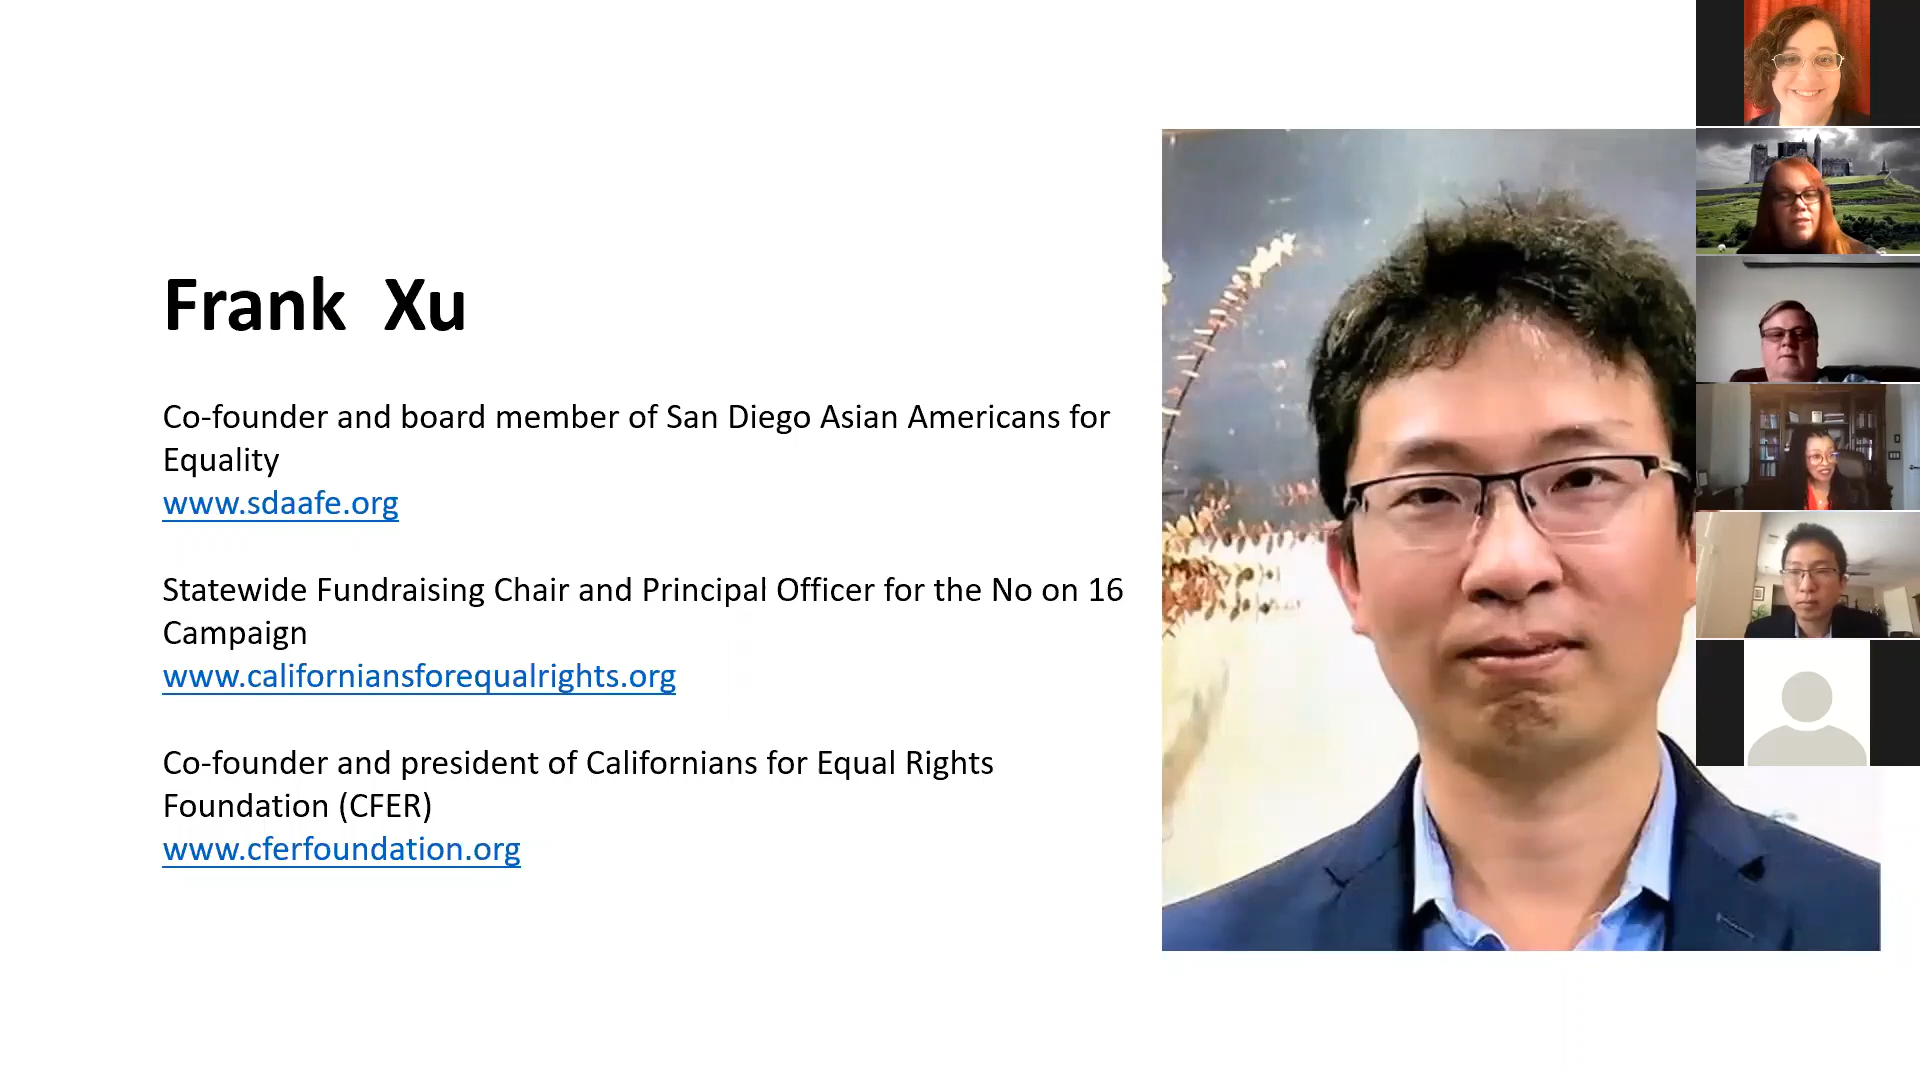 Frank Xu
Co-founder and board member of San Diego Asian Americans for
Equality
www.sdaafe.org
Statewide Fundraising Chair and Principal Officer for the No on 16
Campaign
www.californiansforequalrights.org
Co-founder and president of Californians for Equal Rights
Foundation (CFER)
www.cferfoundation.org